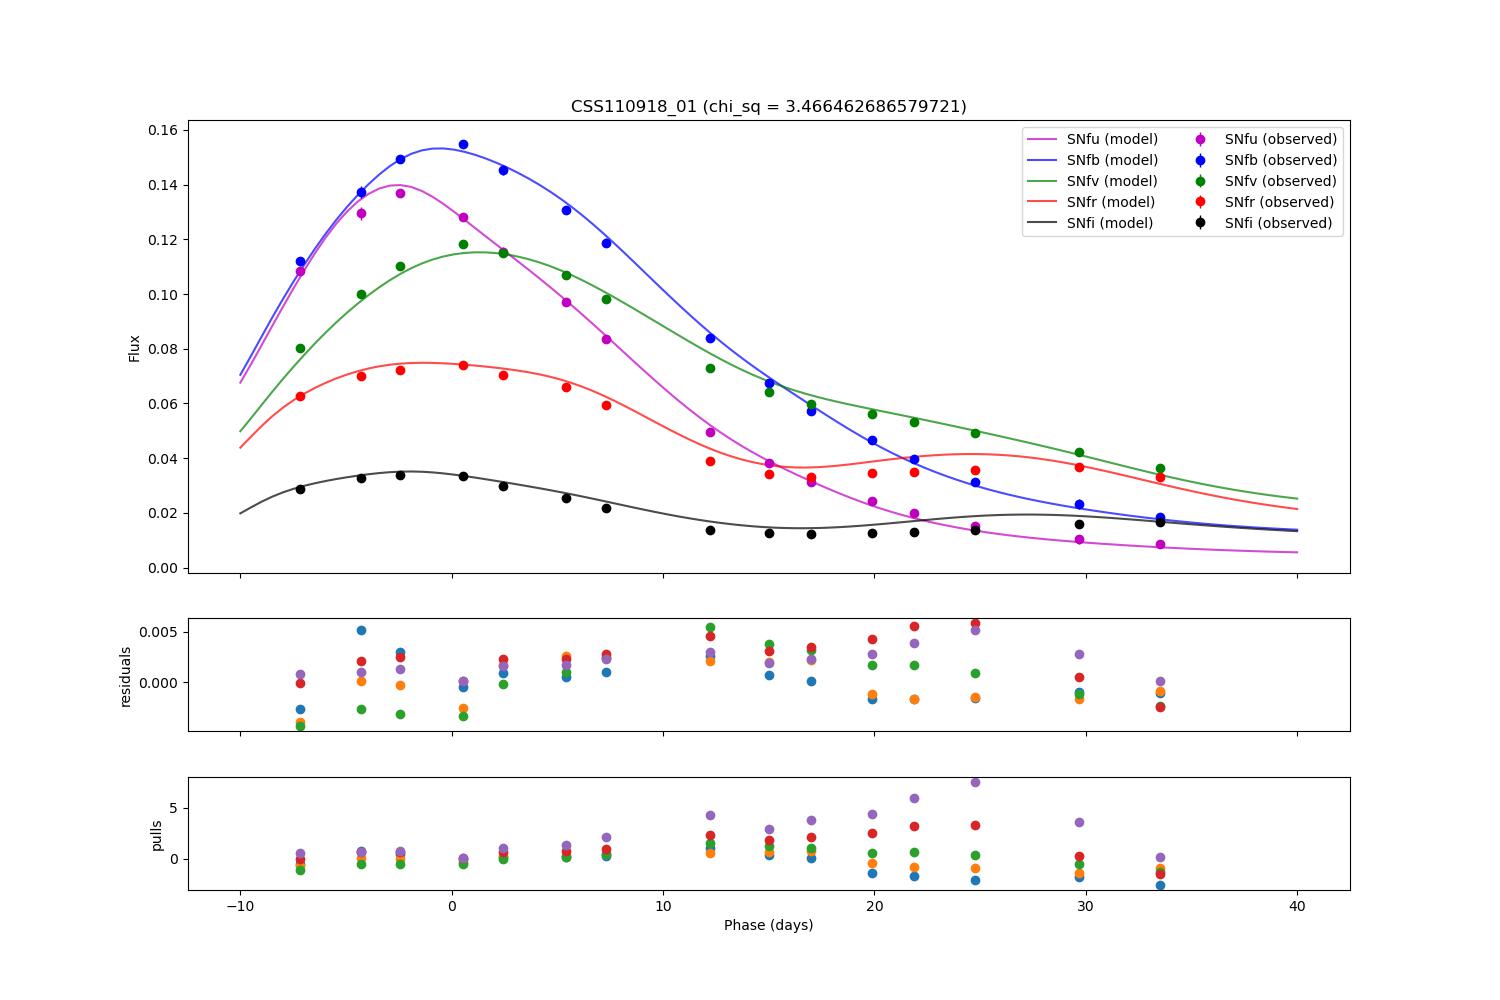 CSS110918_01 (chi_sq = 3.466462686579721)
SNfu (model)
SNfb (model)
SNfv (model)
SNfr (model)
SNfi (model)
SNfu (observed)
SNfb (observed)
SNfv (observed)
SNfr (observed)
SNfi (observed)
Flux
0.16
0.14
0.12
0.10
0.08
0.06
0.04
0.02
0.00
residuals
0.005
0.000
pulls
5
0
−10 0 10 20 30 40
Phase (days)